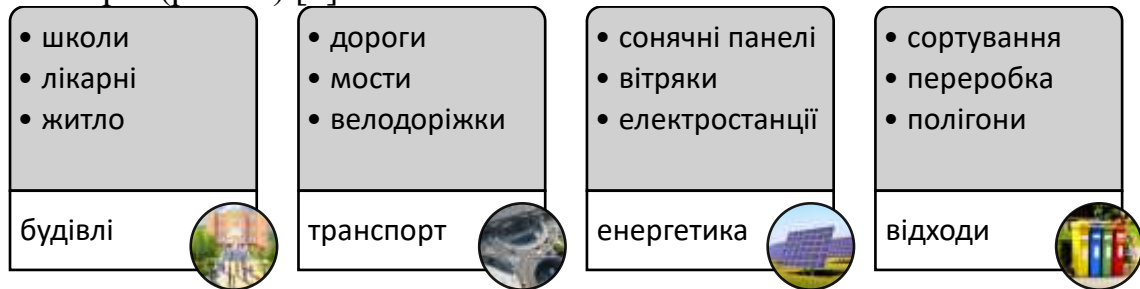 • школи
• лікарні
• житло
будівлі
• дороги
• мости
• велодоріжки
транспорт
• сонячні панелі
• вітряки
• електростанції
енергетика
• сортування
• переробка
• полігони
відходи